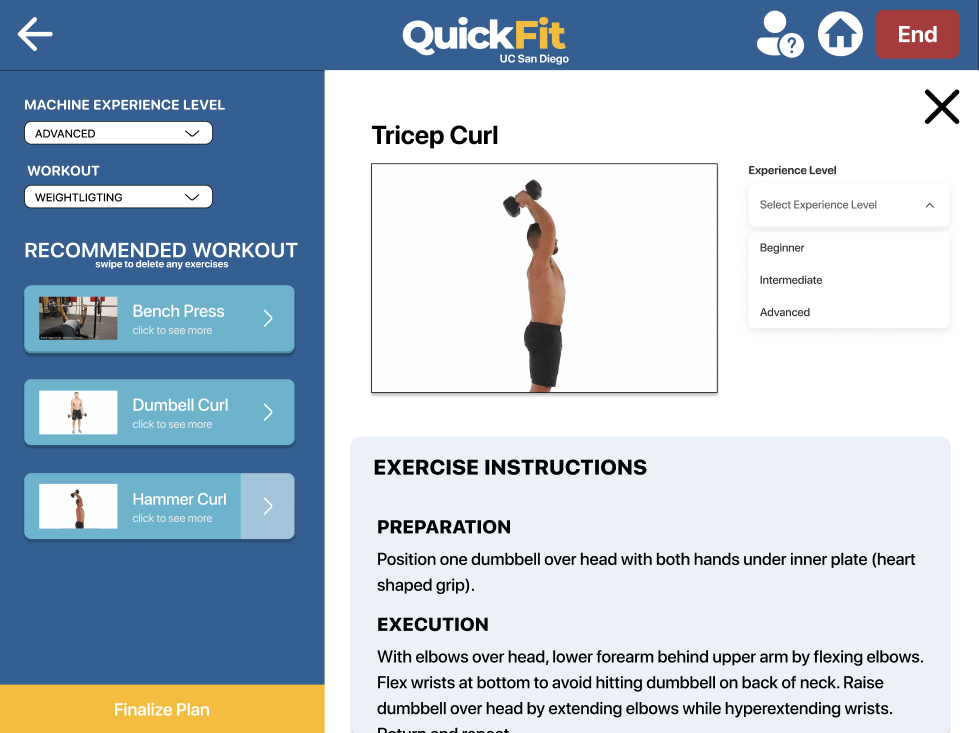 QuickFit
UC San Diego
?
End
MACHINE EXPERIENCE LEVEL
ADVANCED
WORKOUT
WEIGHTLIGTING
RECOMMENDED WORKOUT
swipe to delete any exercises
Bench Press
click to see more
Dumbell Curl
click to see more
Hammer Curl
click to see more
Finalize Plan
Tricep Curl
Experience Level
Select Experience Level
Beginner
Intermediate
Advanced
EXERCISE INSTRUCTIONS
PREPARATION
Position one dumbbell over head with both hands under inner plate (heart
shaped grip).
EXECUTION
With elbows over head, lower forearm behind upper arm by flexing elbows.
Flex wrists at bottom to avoid hitting dumbbell on back of neck. Raise
dumbbell over head by extending elbows while hyperextending wrists.
Return and repeat.